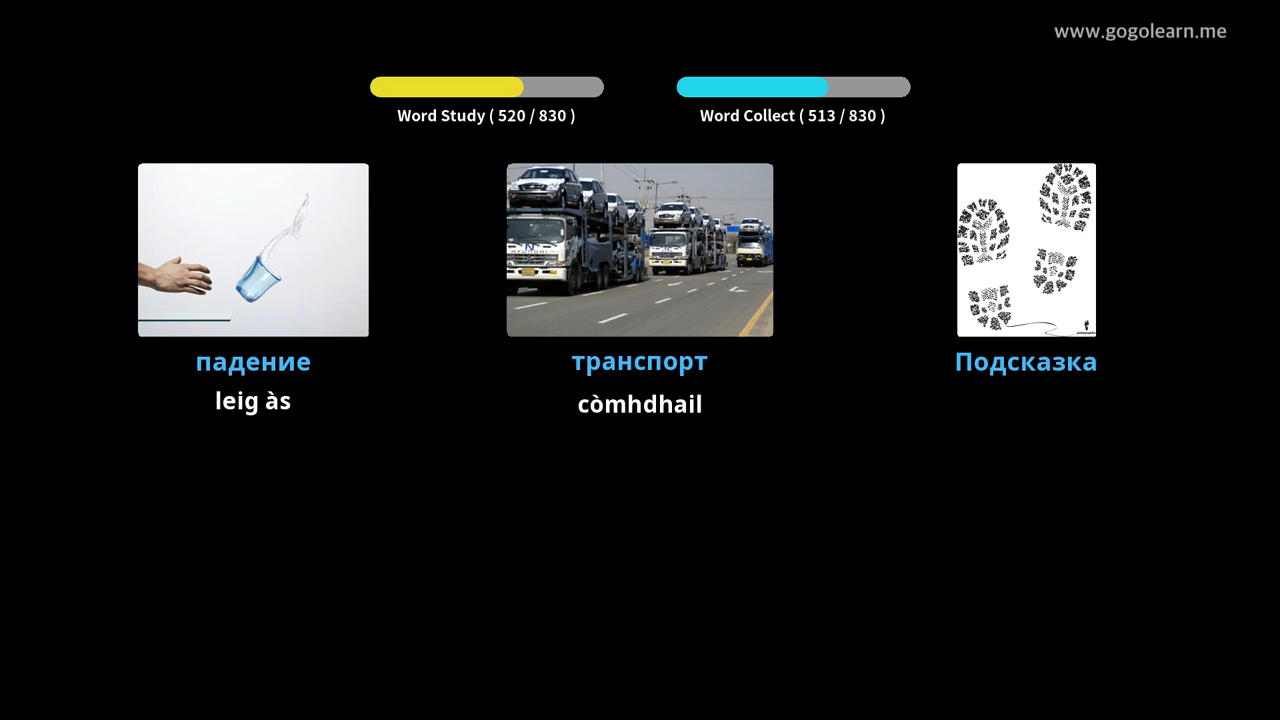 www.gogolearn.me
Word Study ( 520 / 830 )
Word Collect ( 513 / 830 )
падение
leig às
транспорт
còmhdhail
Подсказка